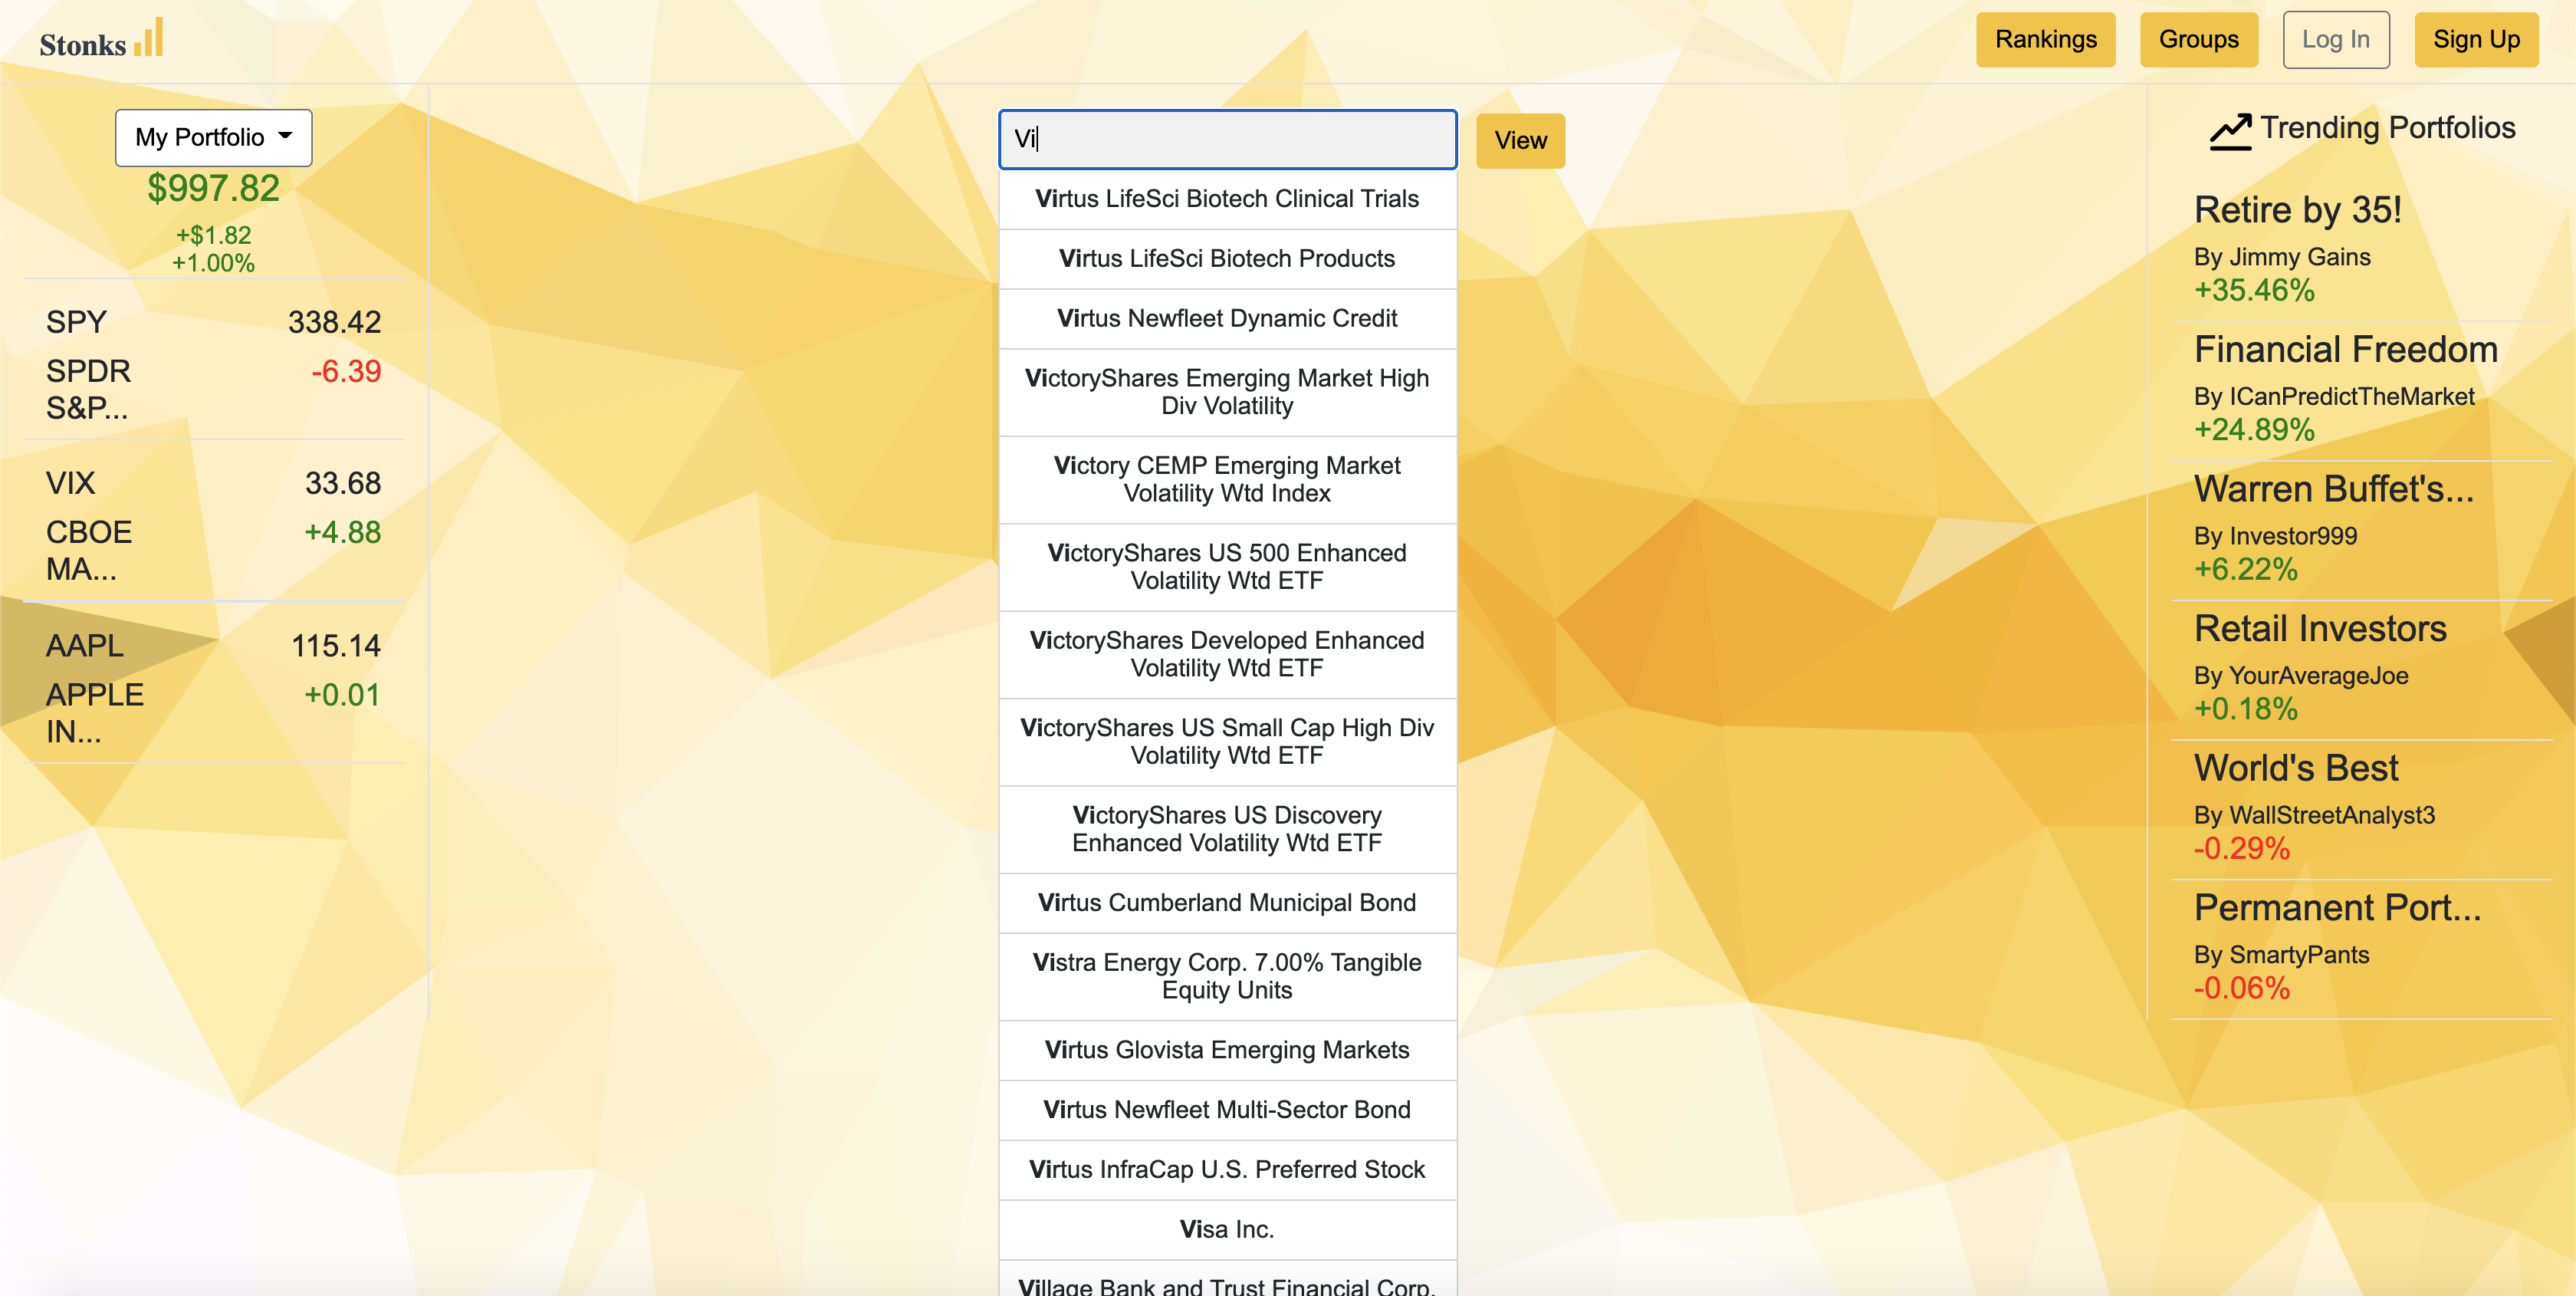 Stonks
Rankings
Groups
Log In
Sign Up
My Portfolio
$997.82
+$1.82
+1.00%
SPY 338.42
SPDR -6.39
S&P...
VIX 33.68
CBOE +4.88
MA...
AAPL 115.14
APPLE +0.01
IN...
Vi
View
Virtus LifeSci Biotech Clinical Trials
Virtus LifeSci Biotech Products
Virtus Newfleet Dynamic Credit
VictoryShares Emerging Market High
Div Volatility
Victory CEMP Emerging Market
Volatility Wtd Index
VictoryShares US 500 Enhanced
Volatility Wtd ETF
VictoryShares Developed Enhanced
Volatility Wtd ETF
VictoryShares US Small Cap High Div
Volatility Wtd ETF
VictoryShares US Discovery
Enhanced Volatility Wtd ETF
Virtus Cumberland Municipal Bond
Vistra Energy Corp. 7.00% Tangible
Equity Units
Virtus Glovista Emerging Markets
Virtus Newfleet Multi-Sector Bond
Virtus InfraCap U.S. Preferred Stock
Visa Inc.
Village Bank and Trust Financial Corp.
Trending Portfolios
Retire by 35!
By Jimmy Gains
+35.46%
Financial Freedom
By ICanPredictTheMarket
+24.89%
Warren Buffet's...
By Investor999
+6.22%
Retail Investors
By YourAverageJoe
+0.18%
World's Best
By WallStreetAnalyst3
-0.29%
Permanent Port...
By SmartyPants
-0.06%